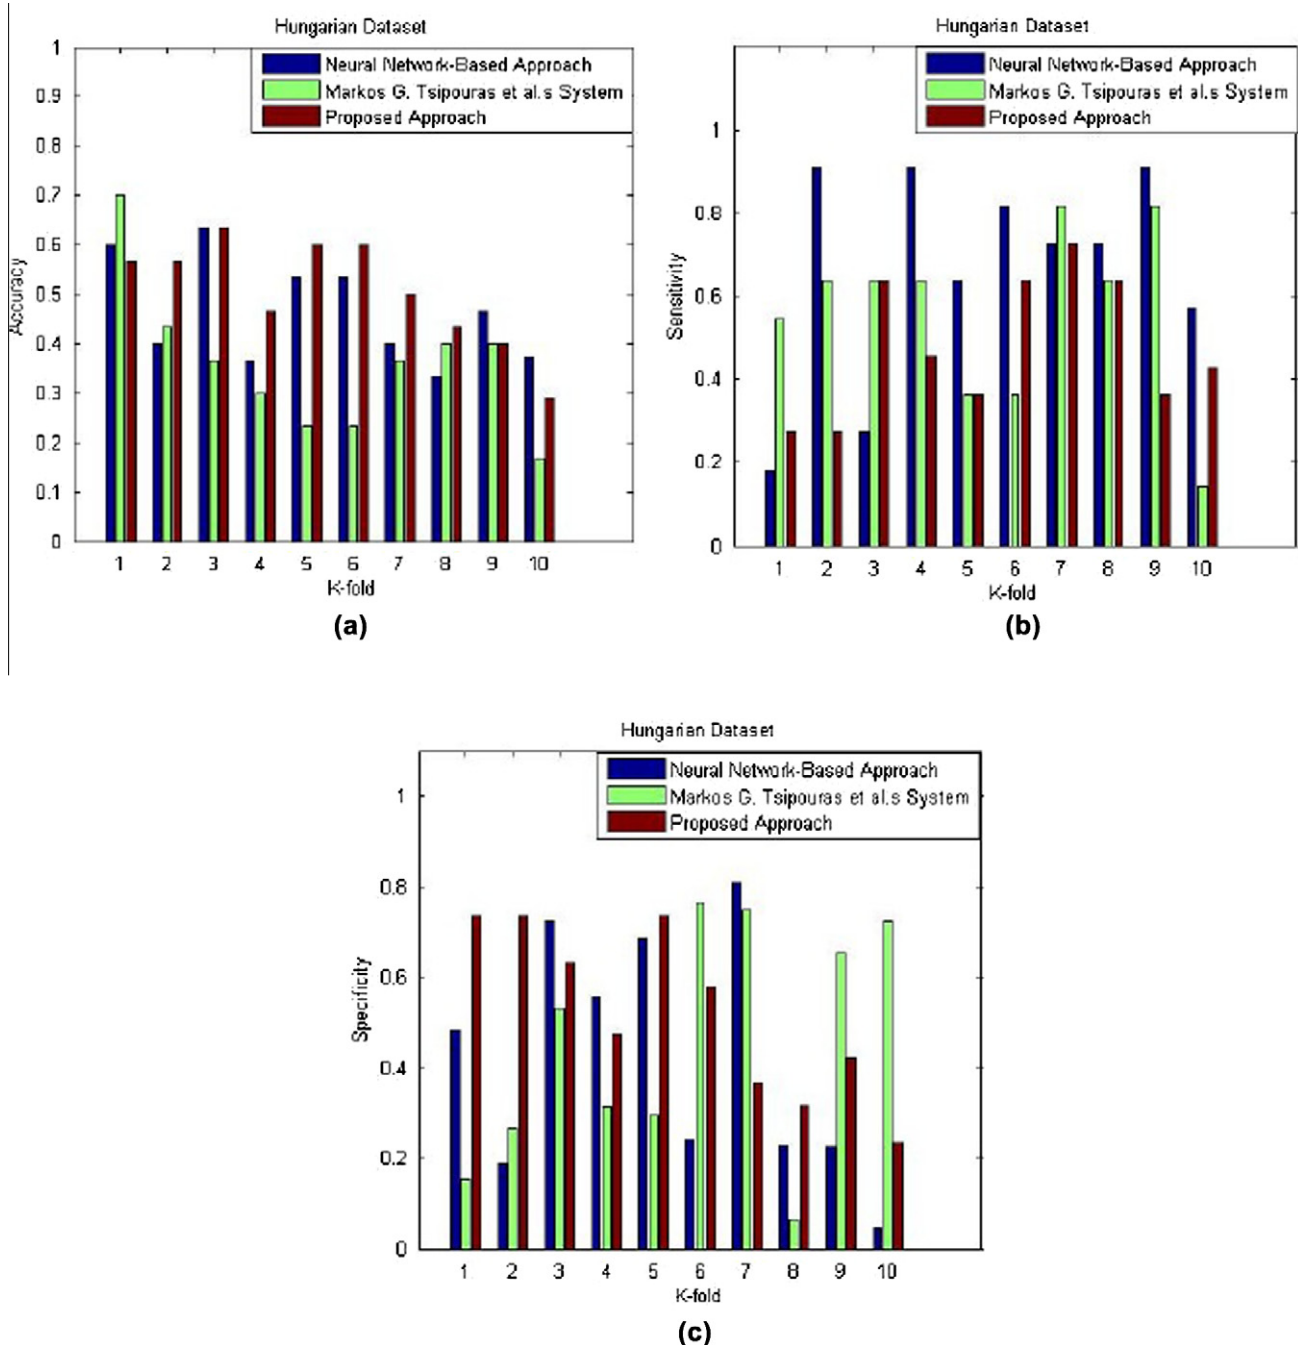 Hungarian Dataset
Neural Network-Based Approach
Markos G. Tsipouras et al.s System
Proposed Approach
1
0.9
0.8
0.7
0.6
0.5
0.4
0.3
0.2
0.1
0
Accuracy
1 2 3 4 5 6 7 8 9 10
K-fold
(a)
Hungarian Dataset
Neural Network-Based Approach
Markos G. Tsipouras et al.s System
Proposed Approach
1
0.8
0.6
0.4
0.2
0
Sensitivity
1 2 3 4 5 6 7 8 9 10
K-fold
(b)
Hungarian Dataset
Neural Network-Based Approach
Markos G. Tsipouras et al.s System
Proposed Approach
1
0.8
0.6
0.4
0.2
0
Specificity
1 2 3 4 5 6 7 8 9 10
K-fold
(c)